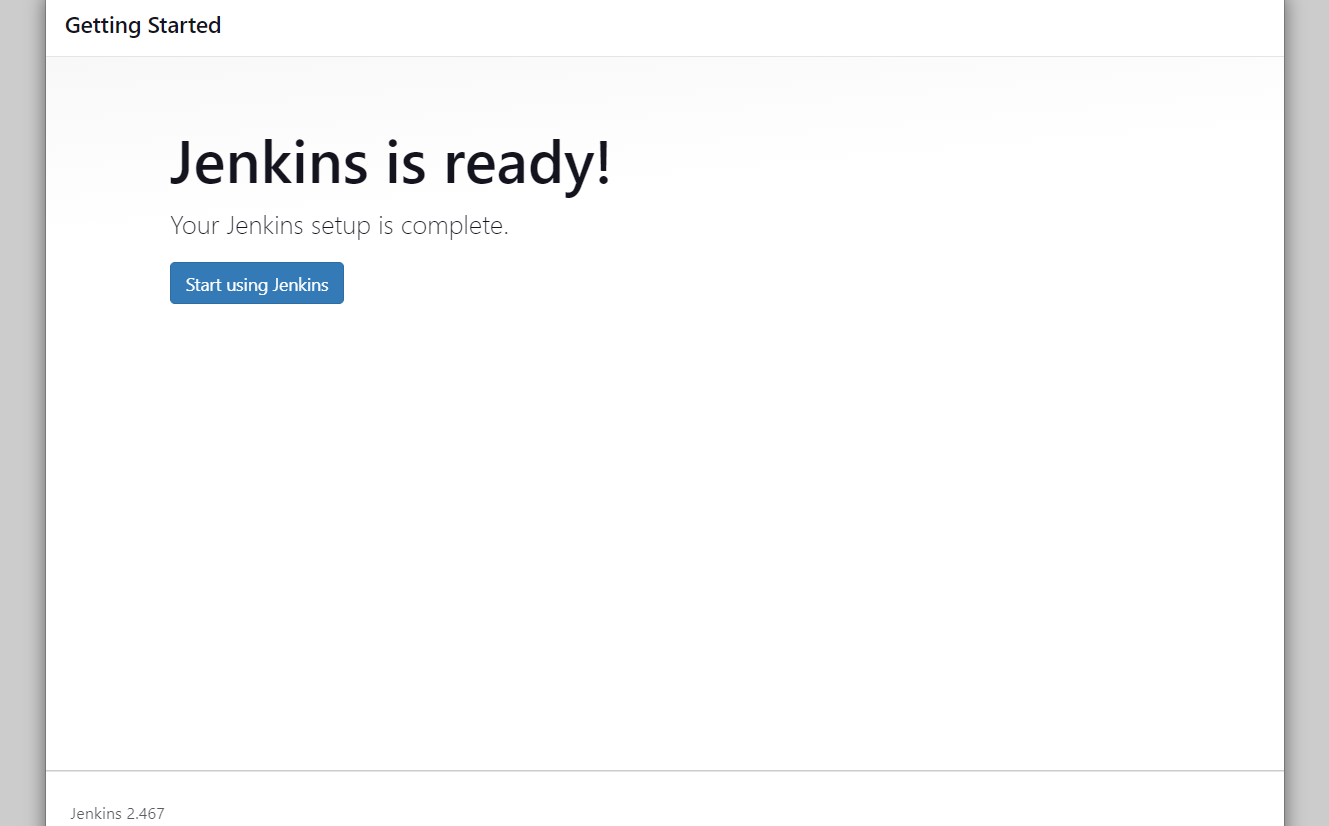 Getting Started
Jenkins is ready!
Your Jenkins setup is complete.
Start using Jenkins
Jenkins 2.467